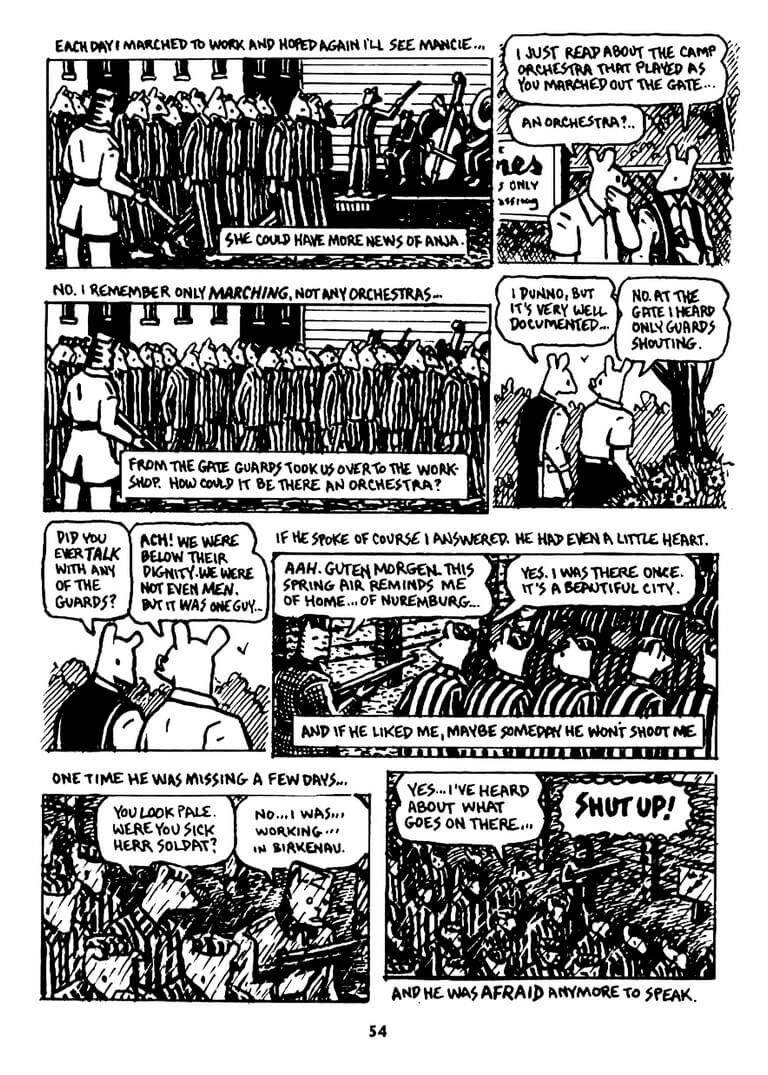 EACH DAY I MARCHED TO WORK AND HOPED AGAIN I'LL SEE MANCIE...
SHE COULD HAVE MORE NEWS OF ANJA.
I JUST READ ABOUT THE CAMP
ORCHESTRA THAT PLAYED AS
YOU MARCHED OUT THE GATE...
AN ORCHESTRA?..
ONLY
NO. I REMEMBER ONLY MARCHING, NOT ANY ORCHESTRAS...
FROM THE GATE GUARDS TOOK US OVER TO THE WORK-
SHOP. HOW COULD IT BE THERE AN ORCHESTRA?
I DUNNO, BUT
IT'S VERY WELL
DOCUMENTED...
NO. AT THE
GATE I HEARD
ONLY GUARDS
SHOUTING.
DID YOU
EVER TALK
WITH ANY
OF THE
GUARDS?
ACH! WE WERE
BELOW THEIR
DIGNITY. WE WERE
NOT EVEN MEN.
BUT IT WAS ONE GUY...
IF HE SPOKE OF COURSE I ANSWERED. HE HAD EVEN A LITTLE HEART.
AAH. GUTEN MORGEN. THIS
SPRING AIR REMINDS ME
OF HOME... OF NUREMBURG...
YES. I WAS THERE ONCE.
IT'S A BEAUTIFUL CITY.
AND IF HE LIKED ME, MAYBE SOMEDAY HE WON'T SHOOT ME.
ONE TIME HE WAS MISSING A FEW DAYS...
YOU LOOK PALE.
WERE YOU SICK
HERR SOLDAT?
NO... I WAS...
WORKING...
IN BIRKENAU.
YES... I'VE HEARD
ABOUT WHAT
GOES ON THERE...
SHUT UP!
AND HE WAS AFRAID ANYMORE TO SPEAK.
54